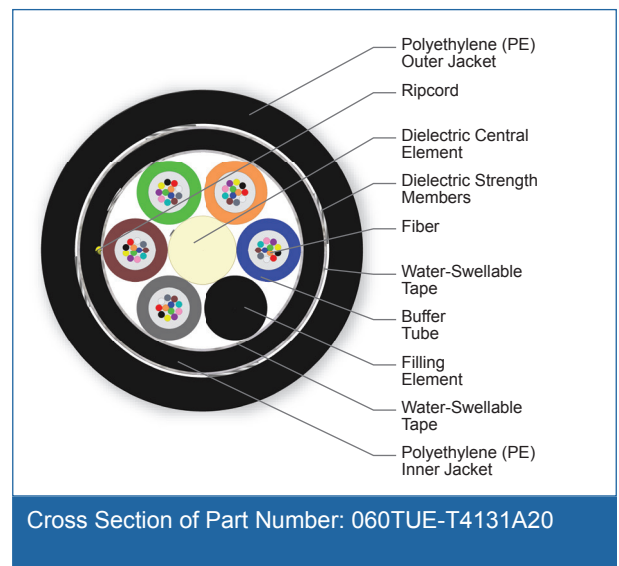 Polyethylene (PE)
Outer Jacket
Ripcord
Dielectric Central
Element
Dielectric Strength
Members
Fiber
Water-Swellable
Tape
Buffer
Tube
Filling
Element
Water-Swellable
Tape
Polyethylene (PE)
Inner Jacket
Cross Section of Part Number: 060TUE-T4131A20